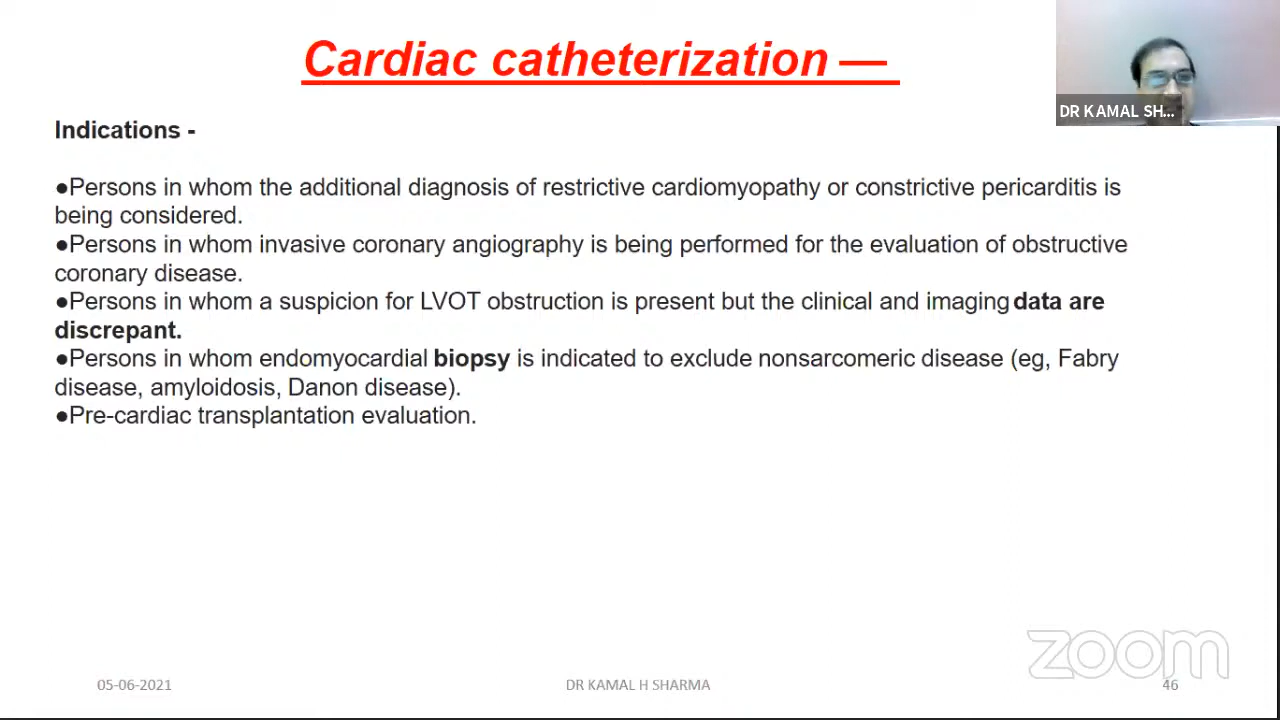 Cardiac catheterization —
DR KAMAL SH...
Indications -
●Persons in whom the additional diagnosis of restrictive cardiomyopathy or constrictive pericarditis is
being considered.
●Persons in whom invasive coronary angiography is being performed for the evaluation of obstructive
coronary disease.
●Persons in whom a suspicion for LVOT obstruction is present but the clinical and imaging data are
discrepant.
●Persons in whom endomyocardial biopsy is indicated to exclude nonsarcomeric disease (eg, Fabry
disease, amyloidosis, Danon disease).
●Pre-cardiac transplantation evaluation.
zoom
05-06-2021
DR KAMAL H SHARMA
46